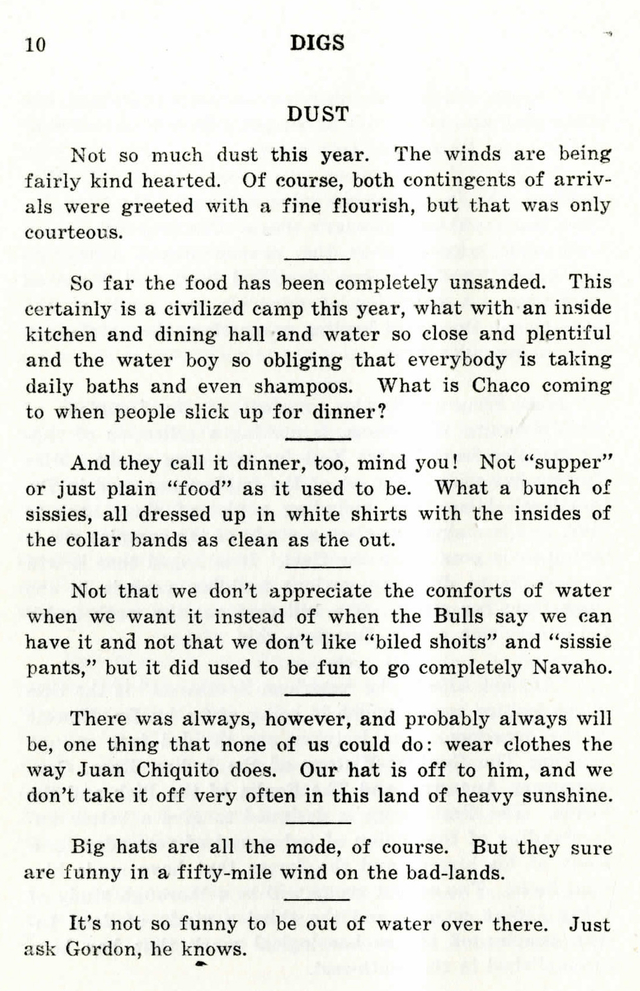 10 DIGS
DUST
Not so much dust this year. The winds are being
fairly kind hearted. Of course, both contingents of arriv-
als were greeted with a fine flourish, but that was only
courteous.
So far the food has been completely unsanded. This
certainly is a civilized camp this year, what with an inside
kitchen and dining hall and water so close and plentiful
and the water boy so obliging that everybody is taking
daily baths and even shampoos. What is Chaco coming
to when people slick up for dinner?
And they call it dinner, too, mind you! Not "supper"
or just plain "food" as it used to be. What a bunch of
sissies, all dressed up in white shirts with the insides of
the collar bands as clean as the out.
Not that we don't appreciate the comforts of water
when we want it instead of when the Bulls say we can
have it and not that we don't like "biled shoits" and "sissie
pants," but it did used to be fun to go completely Navaho.
There was always, however, and probably always will
be, one thing that none of us could do: wear clothes the
way Juan Chiquito does. Our hat is off to him, and we
don't take it off very often in this land of heavy sunshine.
Big hats are all the mode, of course. But they sure
are funny in a fifty-mile wind on the bad-lands.
It's not so funny to be out of water over there. Just
ask Gordon, he knows.